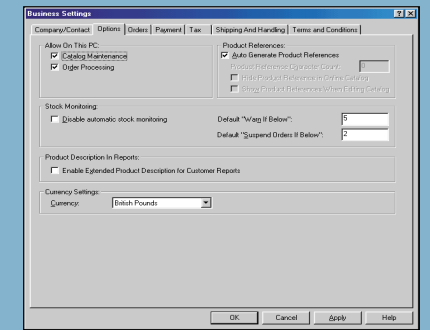 Business Settings
Company/Contact Options Orders Payment Tax Shipping And Handling Terms and Conditions
Allow On This PC:
Catalog Maintenance
Order Processing
Product References:
Auto Generate Product References
Product Reference Character Count:
Hide Product Reference in Online Catalog
Show Product References When Editing Catalog
Stock Monitoring:
Disable automatic stock monitoring
Default "Warn If Below": 5
Default "Suspend Orders If Below": 2
Product Description In Reports:
Enable Extended Product Description for Customer Reports
Currency Settings:
Currency: British Pounds
OK Cancel Apply Help